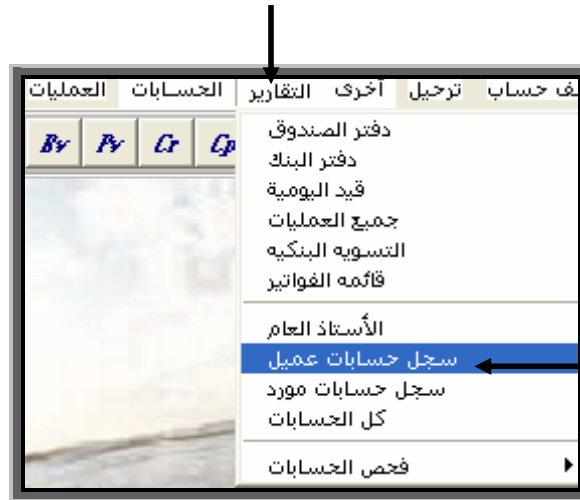 العمليات الحسابات التقارير أخرى ترحيل ف حساب
Bv Pv Cr Cp
دفتر الصندوق
دفتر البنك
قيد اليومية
جميع العمليات
التسويه البنكيه
قائمه الفواتير
الأستاذ العام
سجل حسابات عميل
سجل حسابات مورد
كل الحسابات
فحص الحسابات